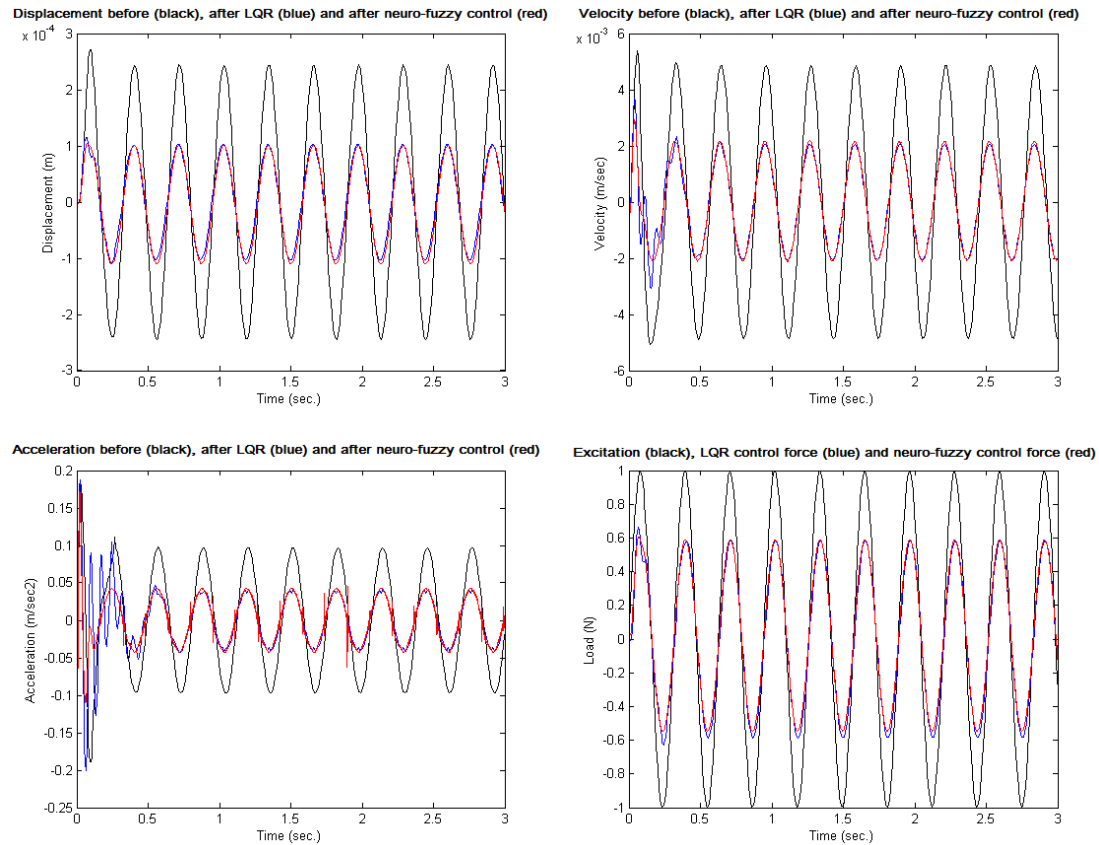 Displacement before (black), after LQR (blue) and after neuro-fuzzy control (red)
x 10-4
3
2
1
0
-1
-2
-3
Displacement (m)
0 0.5 1 1.5 2 2.5 3
Time (sec.)
Velocity before (black), after LQR (blue) and after neuro-fuzzy control (red)
x 10-3
6
4
2
0
-2
-4
-6
Velocity (m/sec)
0 0.5 1 1.5 2 2.5 3
Time (sec.)
Acceleration before (black), after LQR (blue) and after neuro-fuzzy control (red)
0.2
0.15
0.1
0.05
0
-0.05
-0.1
-0.15
-0.2
-0.25
Acceleration (m/sec2)
0 0.5 1 1.5 2 2.5 3
Time (sec.)
Excitation (black), LQR control force (blue) and neuro-fuzzy control force (red)
1
0.8
0.6
0.4
0.2
0
-0.2
-0.4
-0.6
-0.8
-1
Load (N)
0 0.5 1 1.5 2 2.5 3
Time (sec.)